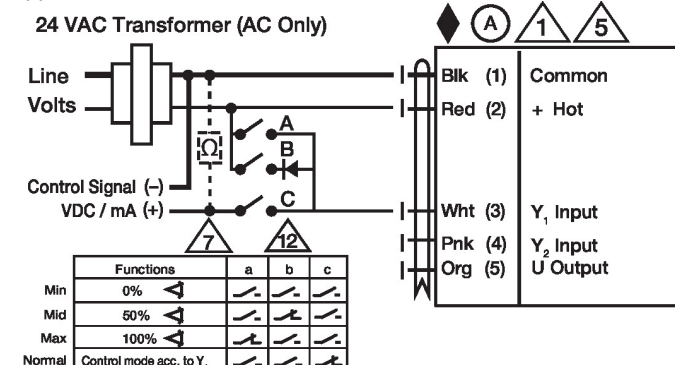 24 VAC Transformer (AC Only)
A 1 5
Line
Volts
Blk (1) Common
Red (2) + Hot
A
B
C
Ω
Control Signal (–)
VDC / mA (+)
Wht (3) Y1 Input
Pnk (4) Y2 Input
Org (5) U Output
7 12
Functions a b c
Min 0%
Mid 50%
Max 100%
Normal Control mode acc. to Y.